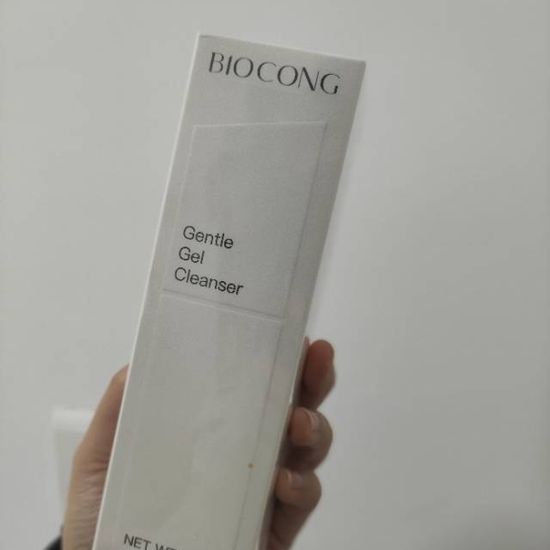 BIOCONG
Gentle
Gel
Cleanser
NET